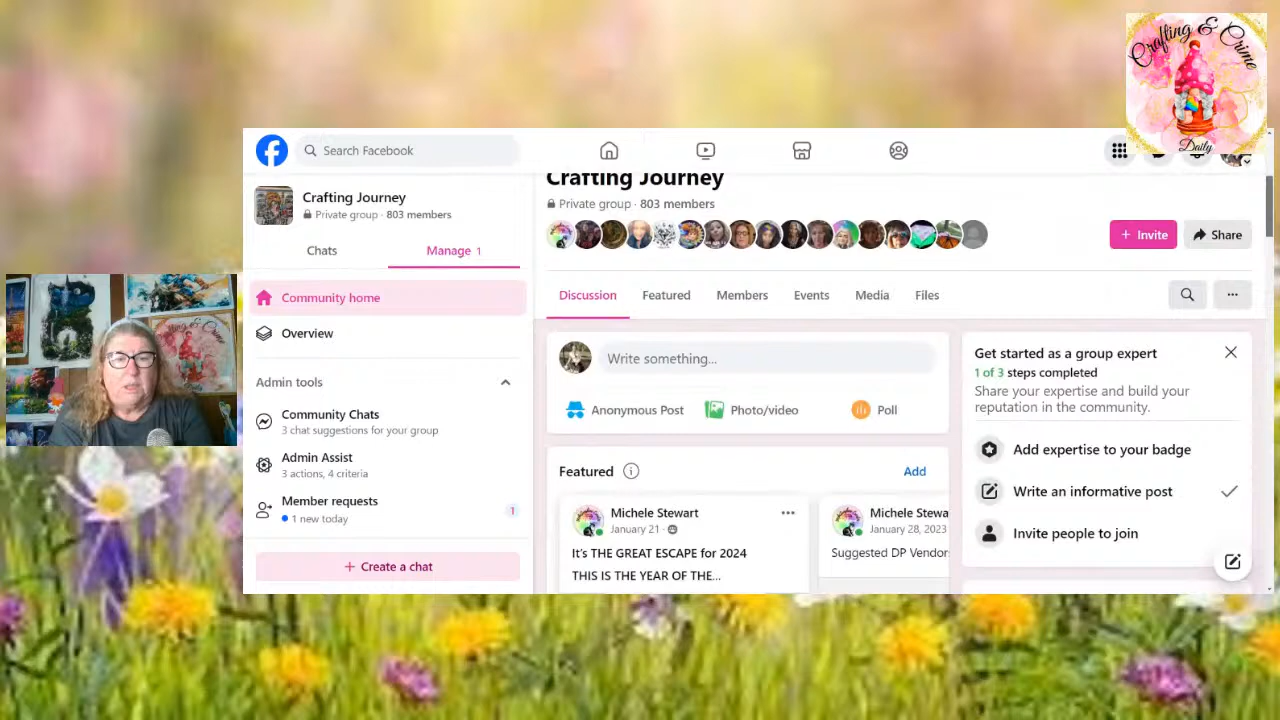 Crafting & Crime
Daily
Search Facebook
Crafting Journey
Private group · 803 members
Chats
Manage 1
Community home
Overview
Admin tools
Community Chats
3 chat suggestions for your group
Admin Assist
3 actions, 4 criteria
Member requests
1 new today
1
+ Create a chat
Crafting Journey
Private group · 803 members
+ Invite
Share
Discussion
Featured
Members
Events
Media
Files
Write something...
Anonymous Post
Photo/video
Poll
Featured
Add
Michele Stewart
January 21 ·
It's THE GREAT ESCAPE for 2024
THIS IS THE YEAR OF THE...
Michele Stewa
January 28, 2023
Suggested DP Vendor
Get started as a group expert
1 of 3 steps completed
Share your expertise and build your
reputation in the community.
Add expertise to your badge
Write an informative post
Invite people to join